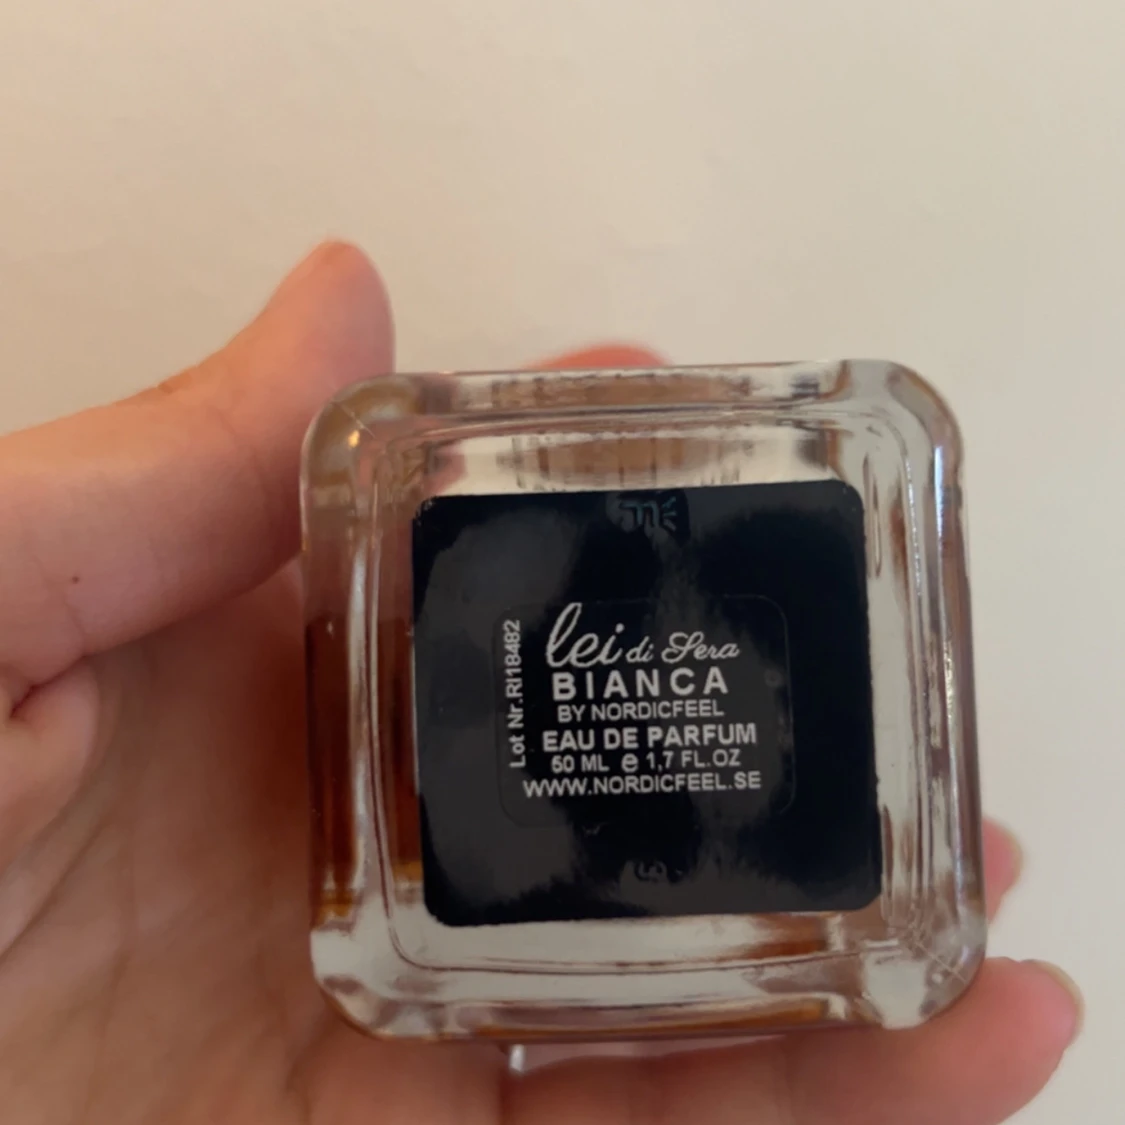 Lot Nr.RI18482
lei di Sera
BIANCA
BY NORDICFEEL
EAU DE PARFUM
50 ML e 1,7 FL.OZ
WWW.NORDICFEEL.SE